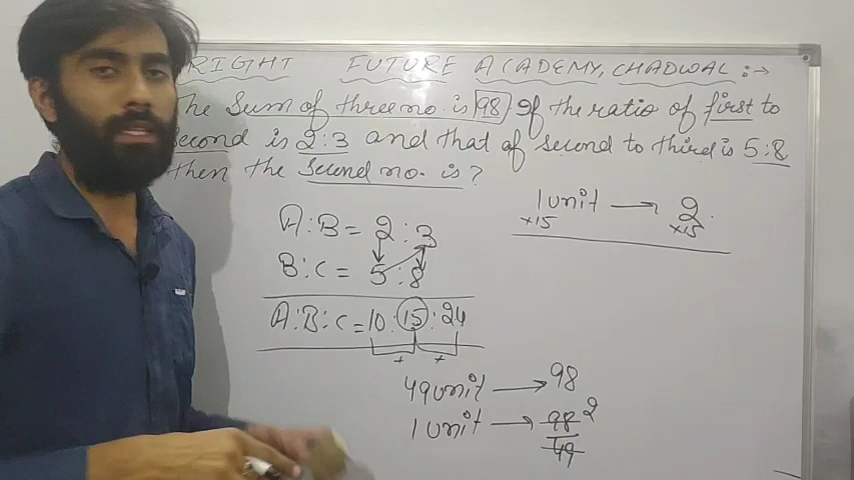 RIGHT FUTURE ACADEMY, CHADWAL :→
The Sum of three no. is 98 If the ratio of first to
second is 2:3 and that of second to third is 5:8
then the Second no. is?
1 unit → 2
×15 ×15
A:B = 2:3
B:C = 5:8
A:B:C = 10:15:24
+ +
49 unit → 98
1 unit → 98 2
49